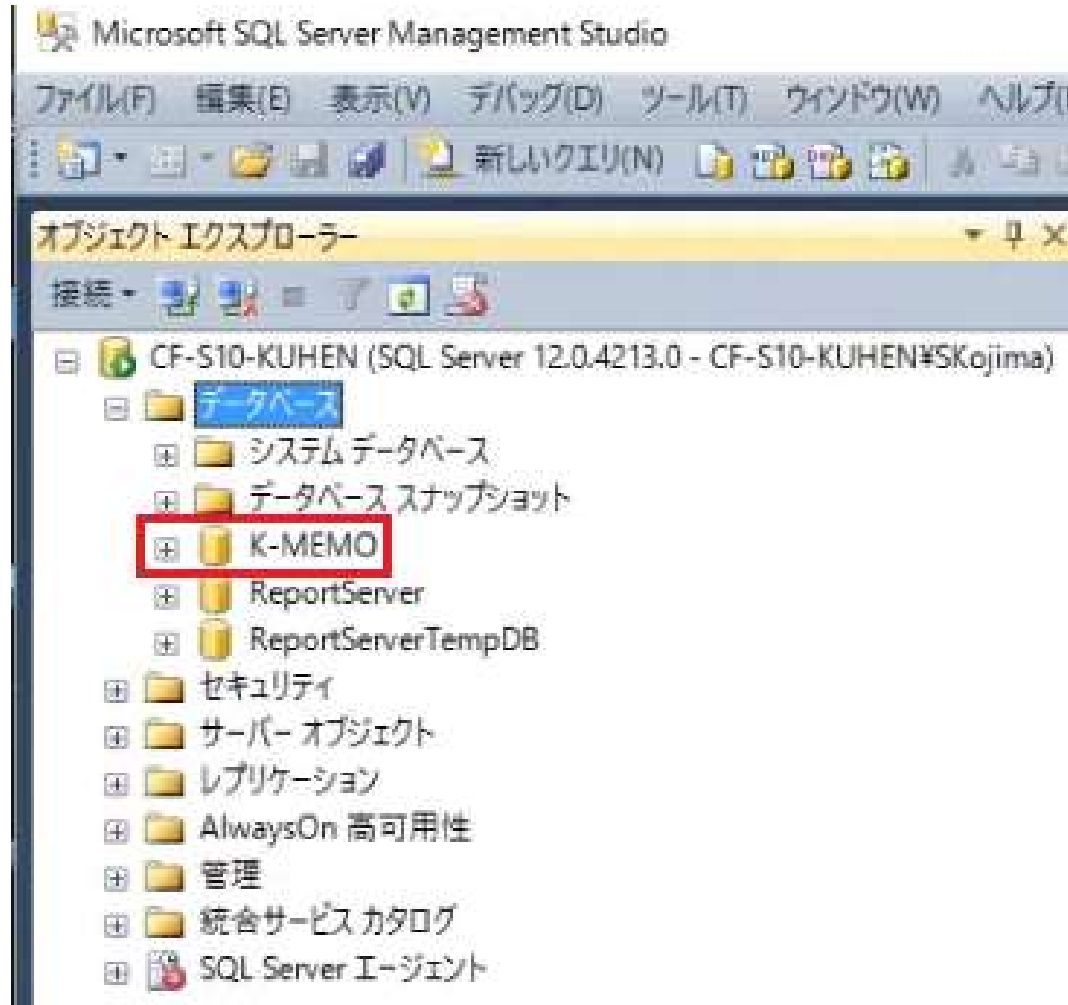 Microsoft SQL Server Management Studio
ファイル(F) 編集(E) 表示(V) デバッグ(D) ツール(T) ウィンドウ(W) ヘルプ(
新しいクエリ(N)
オブジェクト エクスプローラー
接続
CF-S10-KUHEN (SQL Server 12.0.4213.0 - CF-S10-KUHEN¥SKojima)
データベース
システム データベース
データベース スナップショット
K-MEMO
ReportServer
ReportServerTempDB
セキュリティ
サーバー オブジェクト
レプリケーション
AlwaysOn 高可用性
管理
統合サービス カタログ
SQL Server エージェント